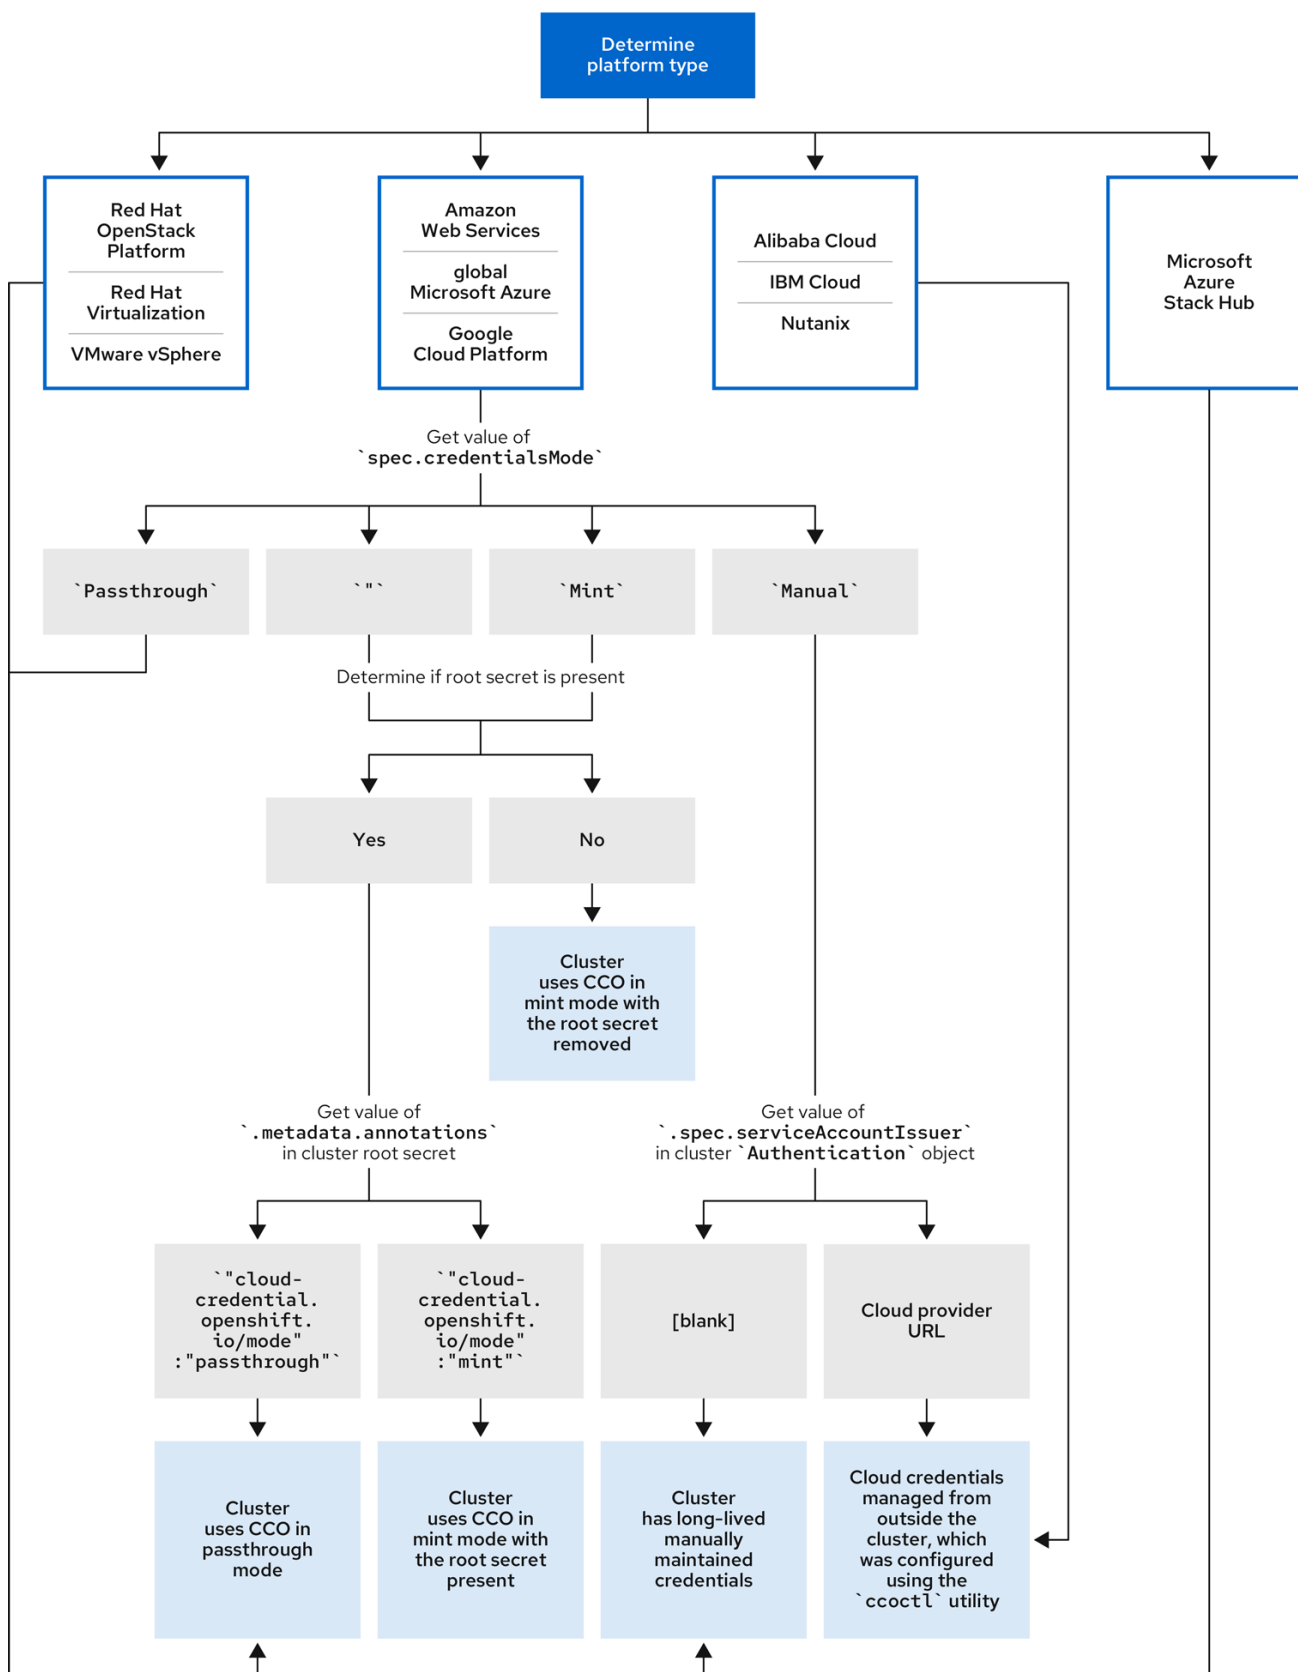 Determine
platform type
Red Hat
OpenStack
Platform
Red Hat
Virtualization
VMware vSphere
Amazon
Web Services
global
Microsoft Azure
Google
Cloud Platform
Alibaba Cloud
IBM Cloud
Nutanix
Microsoft
Azure
Stack Hub
Get value of
`spec.credentialsMode`
`Passthrough`
`"`
`Mint`
`Manual`
Determine if root secret is present
Yes
No
Cluster
uses CCO in
mint mode with
the root secret
removed
Get value of
`.metadata.annotations`
in cluster root secret
Get value of
`.spec.serviceAccountIssuer`
in cluster `Authentication` object
`"cloud-
credential.
openshift.
io/mode"
:"passthrough"`
`"cloud-
credential.
openshift.
io/mode"
:"mint"`
[blank]
Cloud provider
URL
Cluster
uses CCO in
passthrough
mode
Cluster
uses CCO in
mint mode with
the root secret
present
Cluster
has long-lived
manually
maintained
credentials
Cloud credentials
managed from
outside the
cluster, which
was configured
using the
`ccoctl` utility